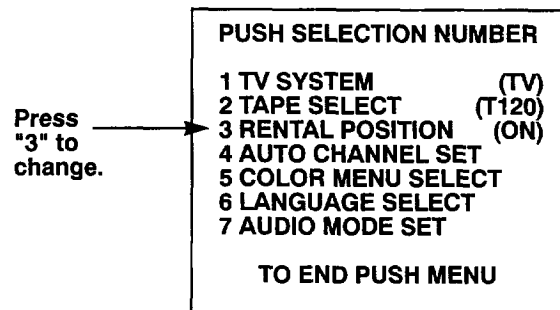 PUSH SELECTION NUMBER
1 TV SYSTEM (TV)
2 TAPE SELECT (T120)
3 RENTAL POSITION (ON)
4 AUTO CHANNEL SET
5 COLOR MENU SELECT
6 LANGUAGE SELECT
7 AUDIO MODE SET
TO END PUSH MENU
Press
"3" to
change.